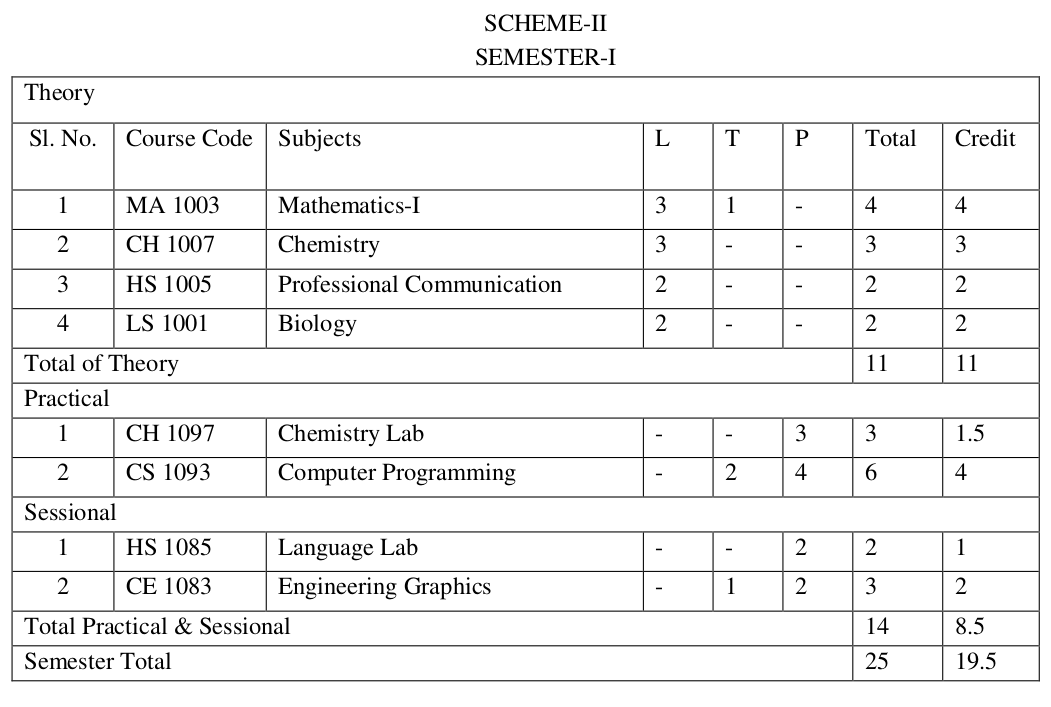 SCHEME-II
SEMESTER-I
Theory
Sl. No. Course Code Subjects L T P Total Credit
1 MA 1003 Mathematics-I 3 1 - 4 4
2 CH 1007 Chemistry 3 - - 3 3
3 HS 1005 Professional Communication 2 - - 2 2
4 LS 1001 Biology 2 - - 2 2
Total of Theory 11 11
Practical
1 CH 1097 Chemistry Lab - - 3 3 1.5
2 CS 1093 Computer Programming - 2 4 6 4
Sessional
1 HS 1085 Language Lab - - 2 2 1
2 CE 1083 Engineering Graphics - 1 2 3 2
Total Practical & Sessional 14 8.5
Semester Total 25 19.5